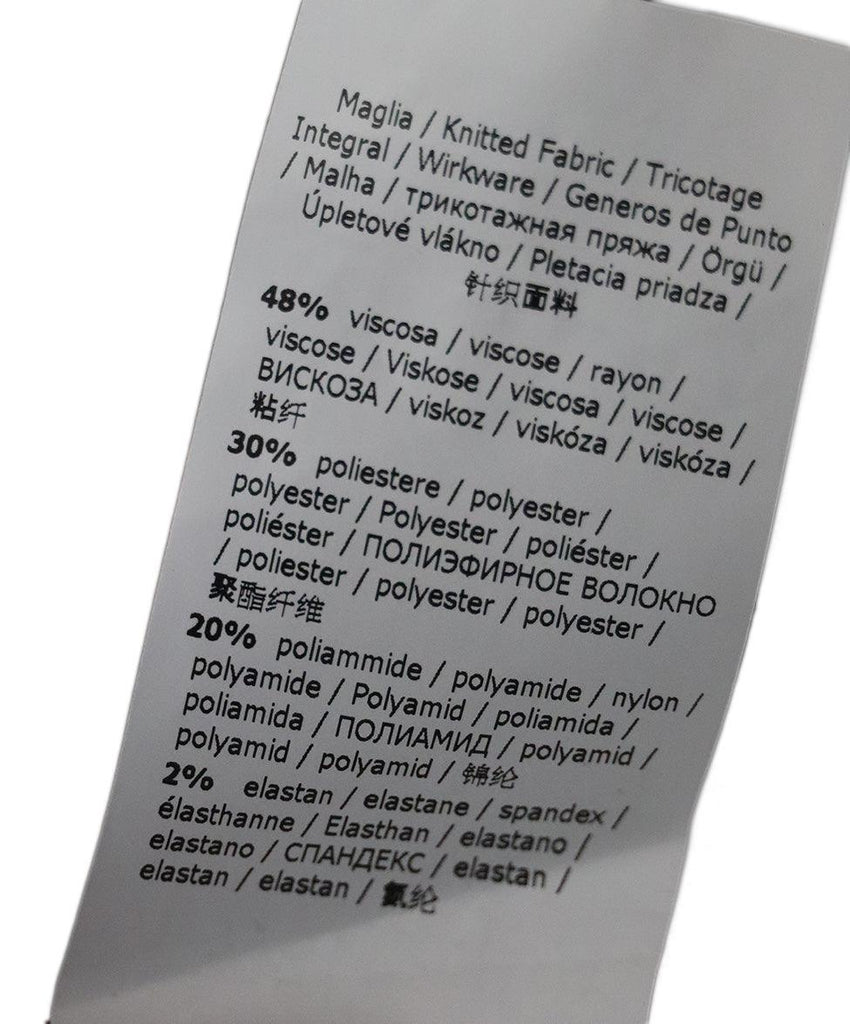 Maglia / Knitted Fabric / Tricotage
Integral / Wirkware / Generos de Punto
/ Malha / трикотажная пряжа / Örgü /
Úpletové vlákno / Pletacia priadza /
针织面料
48% viscosa / viscose / rayon /
viscose / Viskose / viscosa / viscose /
ВИСКОЗА / viskoz / viskóza / viskóza /
粘纤
30% poliestere / polyester /
polyester / Polyester / poliéster /
poliéster / ПОЛИЭФИРНОЕ ВОЛОКНО
/ poliester / polyester / polyester /
聚酯纤维
20% poliammide / polyamide / nylon /
polyamide / Polyamid / poliamida /
poliamida / ПОЛИАМИД / polyamid /
polyamid / polyamid / 锦纶
2% elastan / elastane / spandex /
élasthanne / Elasthan / elastano /
elastano / СПАНДЕКС / elastan /
elastan / elastan / 氨纶